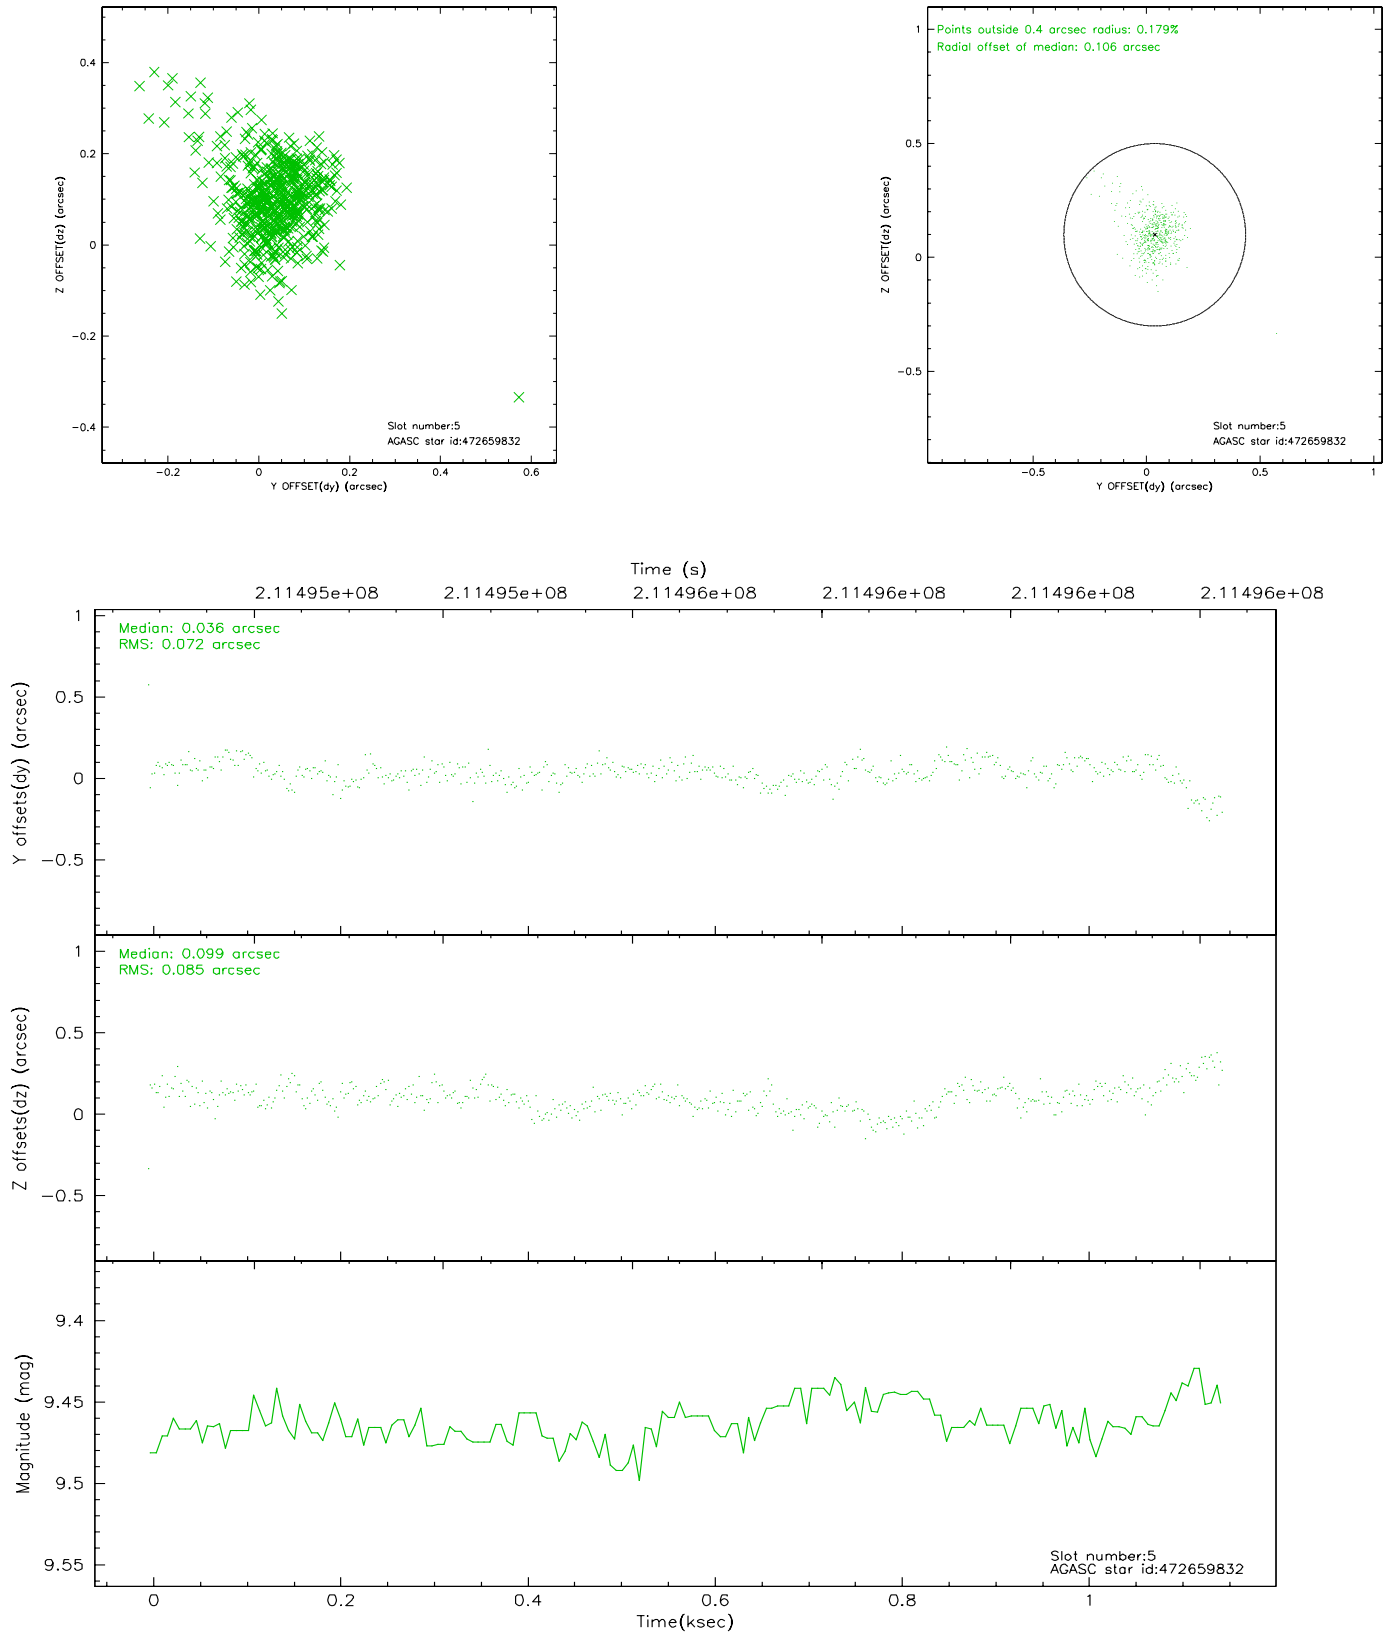 0.4
0.2
0
−0.2
−0.4
Z OFFSET(dz) (arcsec)
Slot number:5
AGASC star id:472659832
−0.2 0 0.2 0.4 0.6
Y OFFSET(dy) (arcsec)
Points outside 0.4 arcsec radius: 0.179%
Radial offset of median: 0.106 arcsec
1
0.5
0
−0.5
Z OFFSET(dz) (arcsec)
Slot number:5
AGASC star id:472659832
−0.5 0 0.5 1
Y OFFSET(dy) (arcsec)
Time (s)
2.11495e+08 2.11495e+08 2.11496e+08 2.11496e+08 2.11496e+08 2.11496e+08
Median: 0.036 arcsec
RMS: 0.072 arcsec
1
0.5
0
−0.5
Y offsets(dy) (arcsec)
Median: 0.099 arcsec
RMS: 0.085 arcsec
1
0.5
0
−0.5
Z offsets(dz) (arcsec)
9.4
9.45
9.5
9.55
Magnitude (mag)
Slot number:5
AGASC star id:472659832
0 0.2 0.4 0.6 0.8 1
Time(ksec)